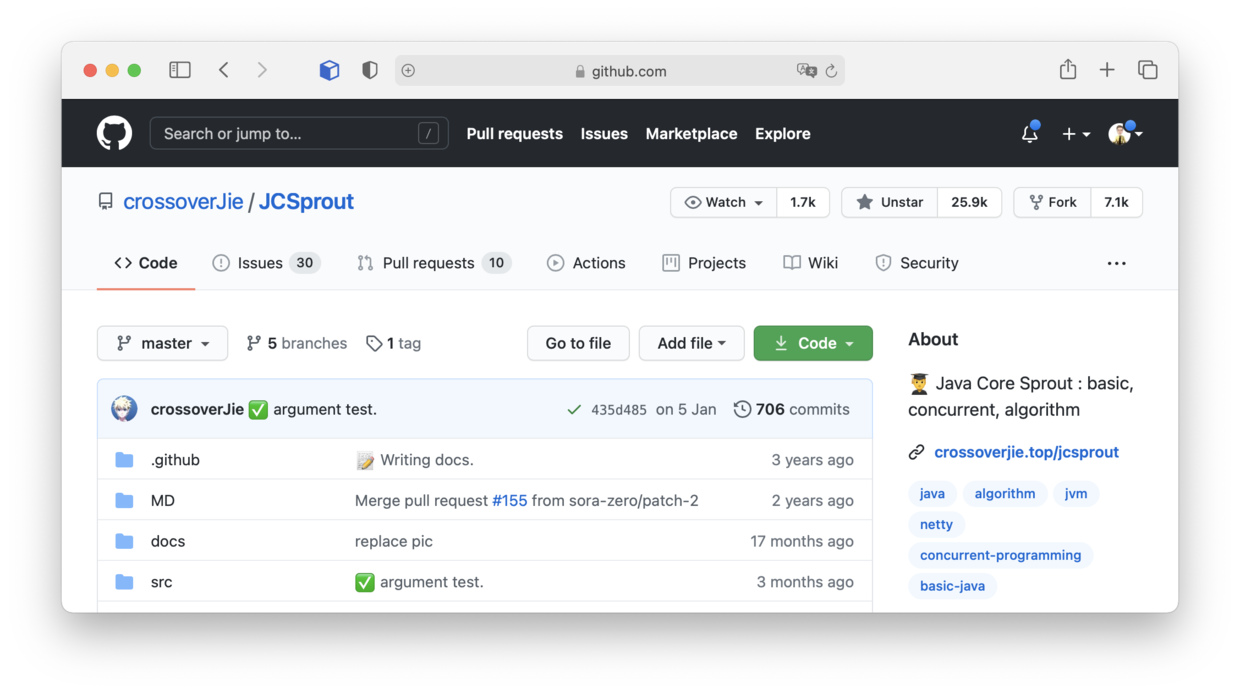 github.com
Search or jump to... /
Pull requests Issues Marketplace Explore
crossoverJie / JCSprout
Watch 1.7k Unstar 25.9k Fork 7.1k
Code Issues 30 Pull requests 10 Actions Projects Wiki Security
master 5 branches 1 tag Go to file Add file Code
crossoverJie ✅ argument test. 435d485 on 5 Jan 706 commits
.github 📝 Writing docs. 3 years ago
MD Merge pull request #155 from sora-zero/patch-2 2 years ago
docs replace pic 17 months ago
src ✅ argument test. 3 months ago
About
👨‍🎓 Java Core Sprout : basic,
concurrent, algorithm
crossoverjie.top/jcsprout
java algorithm jvm
netty
concurrent-programming
basic-java